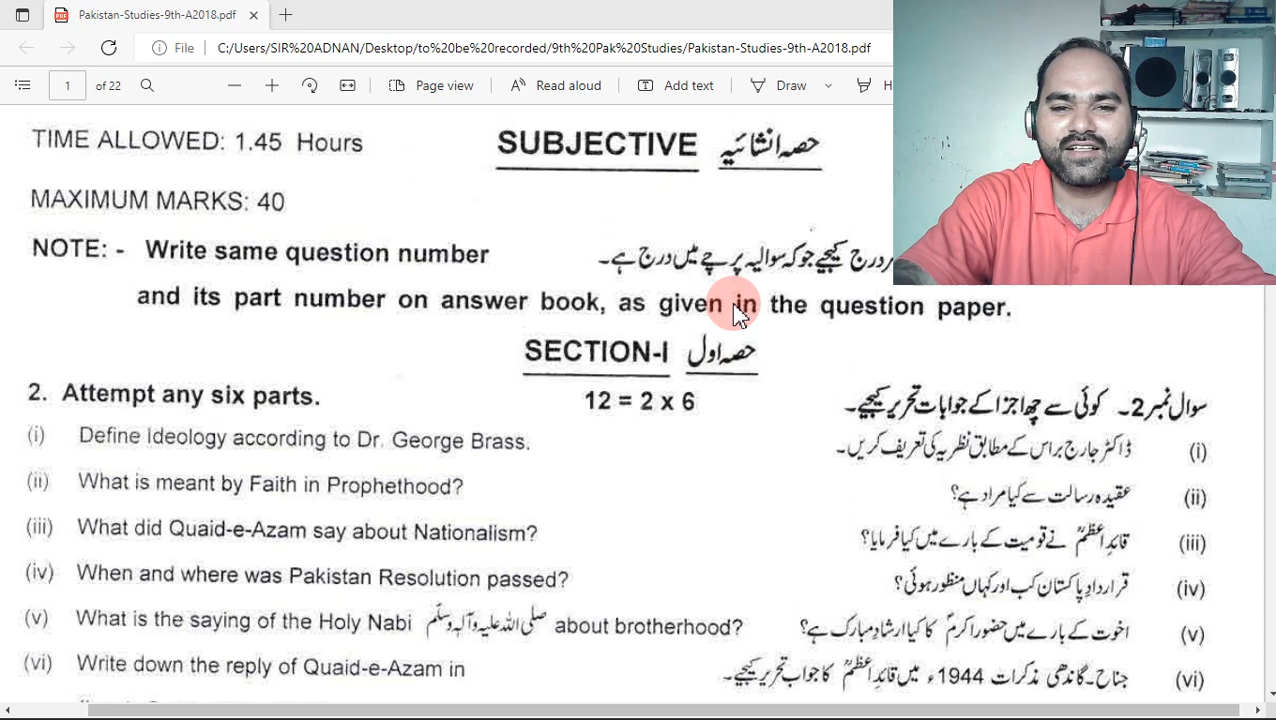 Pakistan-Studies-9th-A2018.pdf
File C:/Users/SIR%20ADNAN/Desktop/to%20be%20recorded/9th%20Pak%20Studies/Pakistan-Studies-9th-A2018.pdf
1 of 22 Page view Read aloud Add text Draw H
TIME ALLOWED: 1.45 Hours SUBJECTIVE حصہ انشائیہ
MAXIMUM MARKS: 40
NOTE: - Write same question number درج کیجیے جو کہ سوالیہ پرچے میں درج ہے۔
and its part number on answer book, as given in the question paper.
SECTION-I حصہ اول
2. Attempt any six parts. 12 = 2 x 6 سوال نمبر 2۔ کوئی سے چھ اجزا کے جوابات تحریر کیجیے۔
(i) Define Ideology according to Dr. George Brass. ڈاکٹر جارج براس کے مطابق نظریہ کی تعریف کریں۔ (i)
(ii) What is meant by Faith in Prophethood? عقیدہ رسالت سے کیا مراد ہے؟ (ii)
(iii) What did Quaid-e-Azam say about Nationalism? قائدِاعظمؒ نے قومیت کے بارے میں کیا فرمایا؟ (iii)
(iv) When and where was Pakistan Resolution passed? قراردادِ پاکستان کب اور کہاں منظور ہوئی؟ (iv)
(v) What is the saying of the Holy Nabi صلی اللہ علیہ وآلہ وسلم about brotherhood? اخوت کے بارے میں حضور اکرمؐ کا کیا ارشادِ مبارک ہے؟ (v)
(vi) Write down the reply of Quaid-e-Azam in جناح۔گاندھی مذکرات 1944ء میں قائدِاعظمؒ کا جواب تحریر کیجیے۔ (vi)